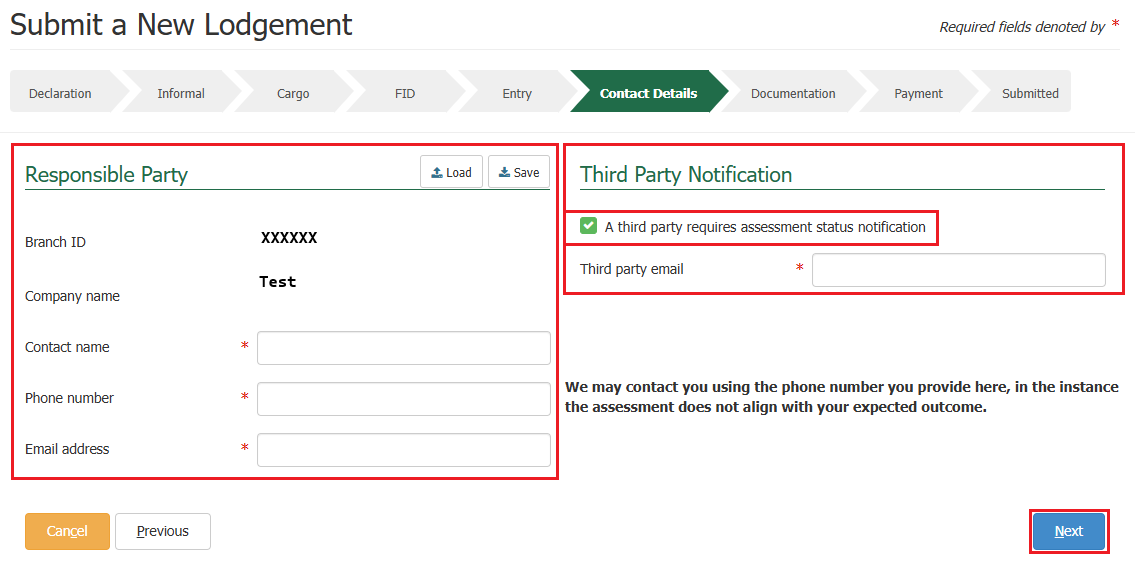 Submit a New Lodgement
Required fields denoted by *
Declaration
Informal
Cargo
FID
Entry
Contact Details
Documentation
Payment
Submitted
Responsible Party
Load
Save
Branch ID
XXXXXX
Company name
Test
Contact name *
Phone number *
Email address *
Third Party Notification
A third party requires assessment status notification
Third party email *
We may contact you using the phone number you provide here, in the instance
the assessment does not align with your expected outcome.
Cancel
Previous
Next